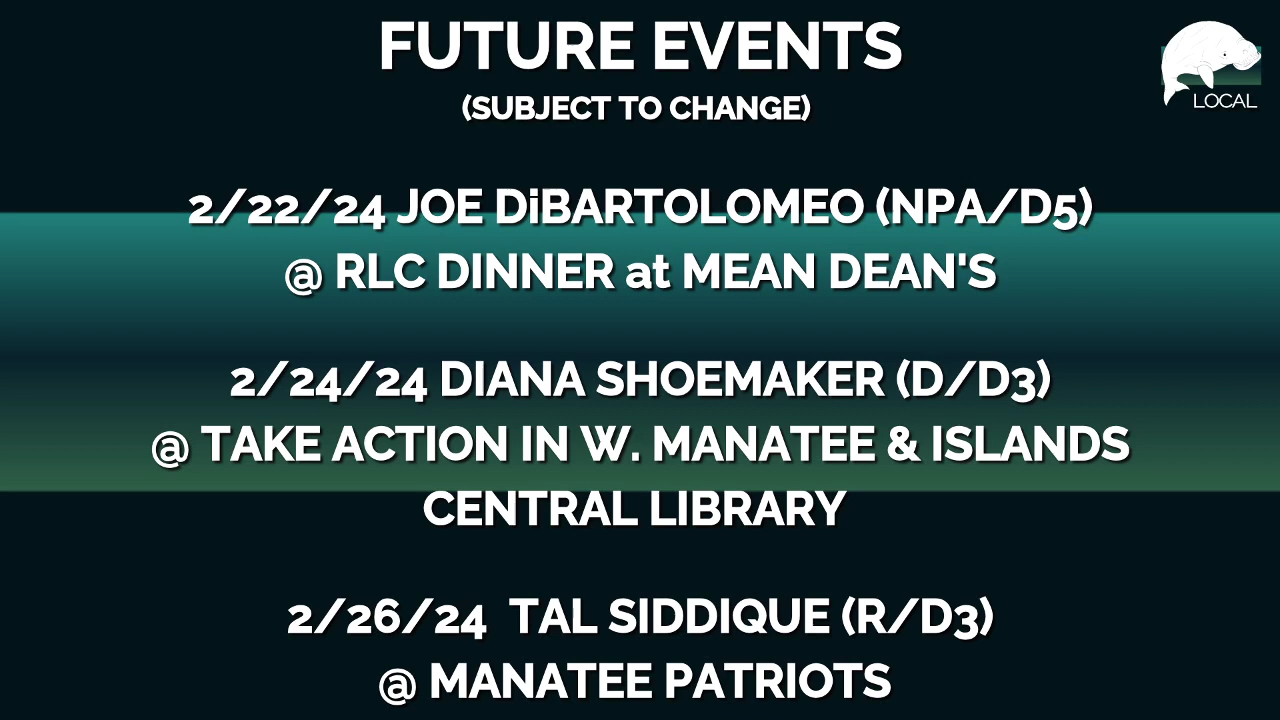 FUTURE EVENTS
(SUBJECT TO CHANGE)
LOCAL
2/22/24 JOE DiBARTOLOMEO (NPA/D5)
@ RLC DINNER at MEAN DEAN'S
2/24/24 DIANA SHOEMAKER (D/D3)
@ TAKE ACTION IN W. MANATEE & ISLANDS
CENTRAL LIBRARY
2/26/24 TAL SIDDIQUE (R/D3)
@ MANATEE PATRIOTS